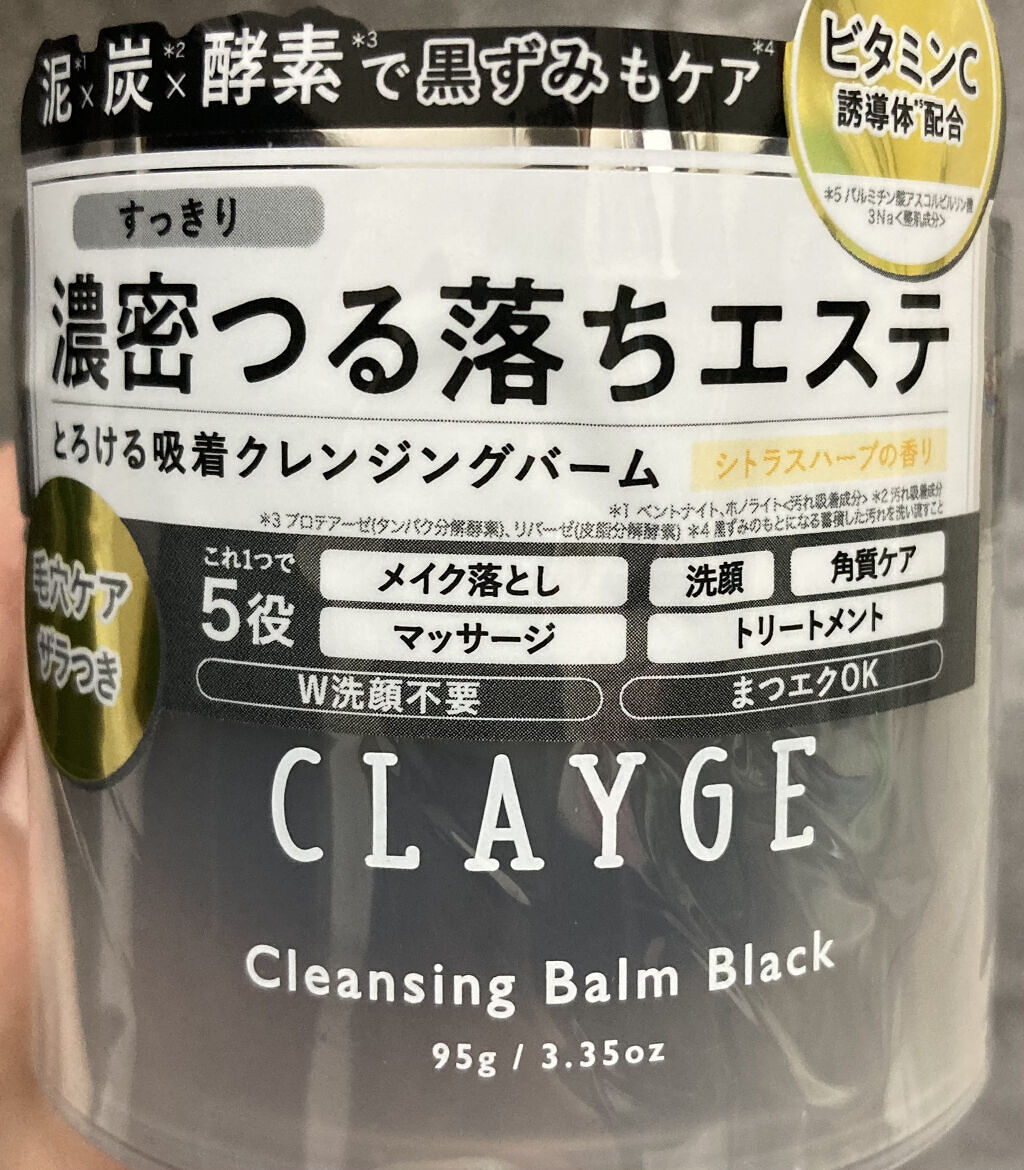 泥*1×炭*2×酵素*3で黒ずみもケア*4
ビタミンC
誘導体*5配合
*5 パルミチン酸アスコルビルリン酸
3Na<整肌成分>
すっきり
濃密つる落ちエステ
とろける吸着クレンジングバーム
シトラスハーブの香り
*1 ベントナイト、ホノライト<汚れ吸着成分> *2 汚れ吸着成分
*3 プロテアーゼ(タンパク分解酵素)、リパーゼ(皮脂分解酵素) *4 黒ずみのもとになる蓄積した汚れを洗い流すこと
毛穴ケア
ザラつき
これ1つで
5役
メイク落とし 洗顔 角質ケア
マッサージ トリートメント
W洗顔不要 まつエクOK
CLAYGE
Cleansing Balm Black
95g / 3.35oz